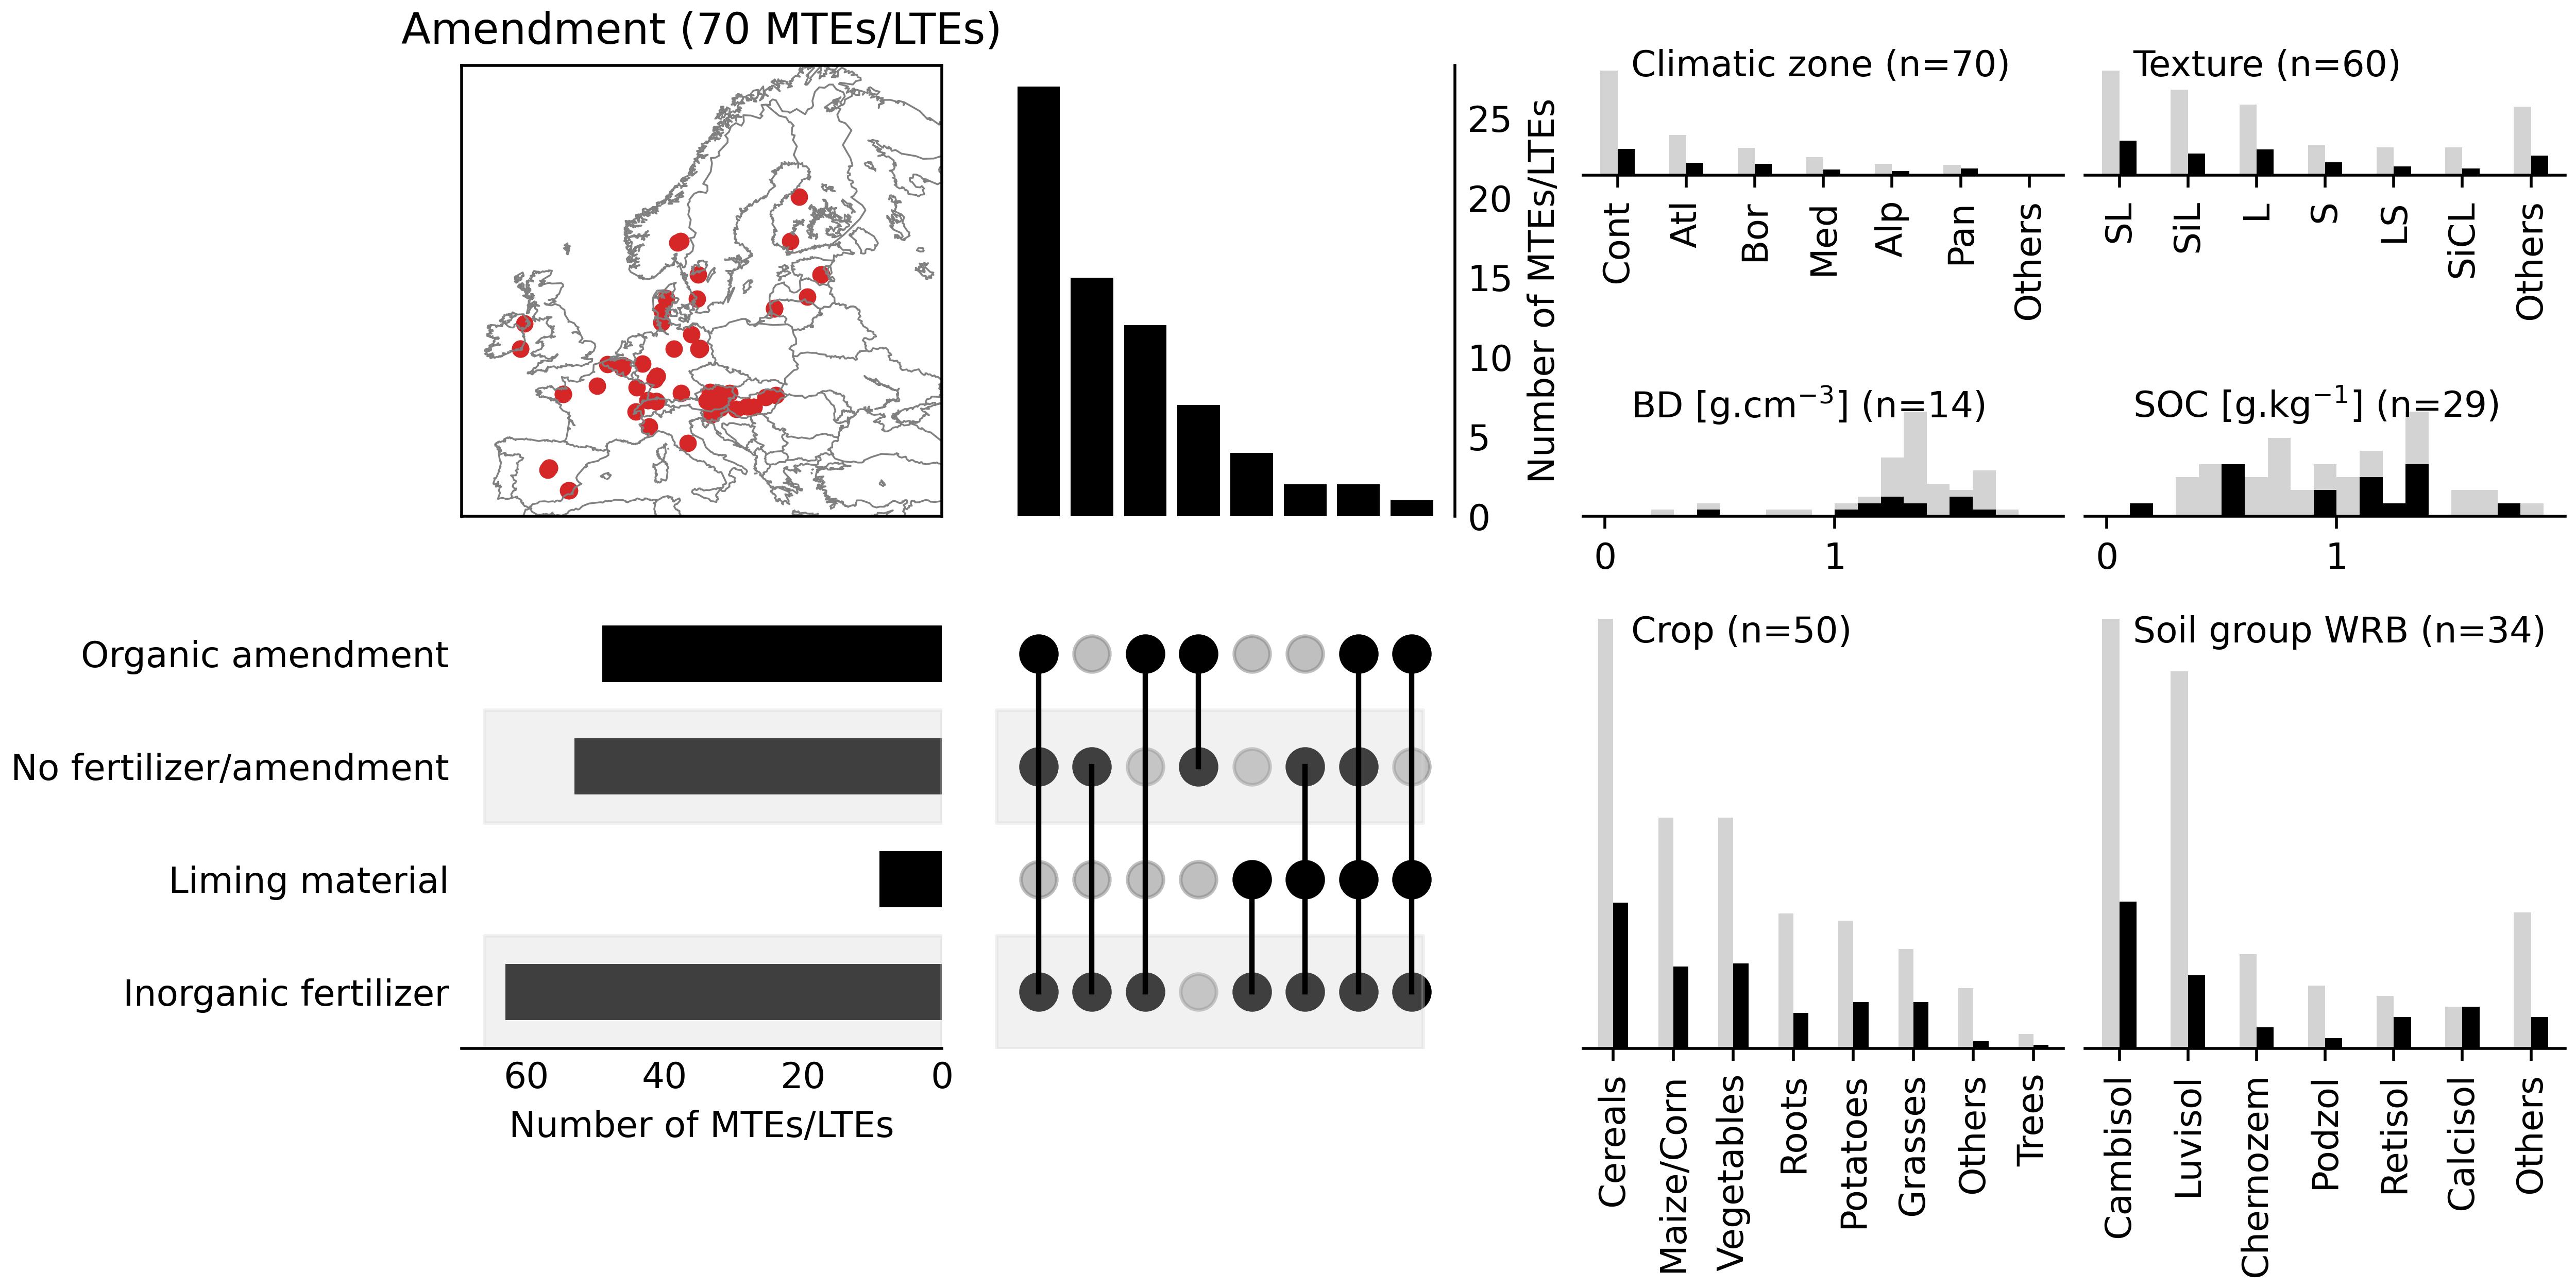 Amendment (70 MTEs/LTEs)
25
20
15
10
5
0
Number of MTEs/LTEs
Organic amendment
No fertilizer/amendment
Liming material
Inorganic fertilizer
60 40 20 0
Number of MTEs/LTEs
Climatic zone (n=70)
Cont Atl Bor Med Alp Pan Others
Texture (n=60)
SL SiL L S LS SiCL Others
BD [g.cm⁻³] (n=14)
0 1
SOC [g.kg⁻¹] (n=29)
0 1
Crop (n=50)
Cereals Maize/Corn Vegetables Roots Potatoes Grasses Others Trees
Soil group WRB (n=34)
Cambisol Luvisol Chernozem Podzol Retisol Calcisol Others